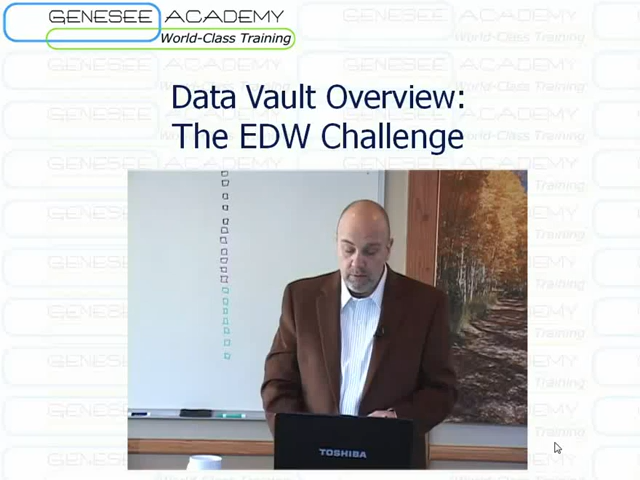 GENESEE ACADEMY
World-Class Training
Data Vault Overview:
The EDW Challenge
TOSHIBA